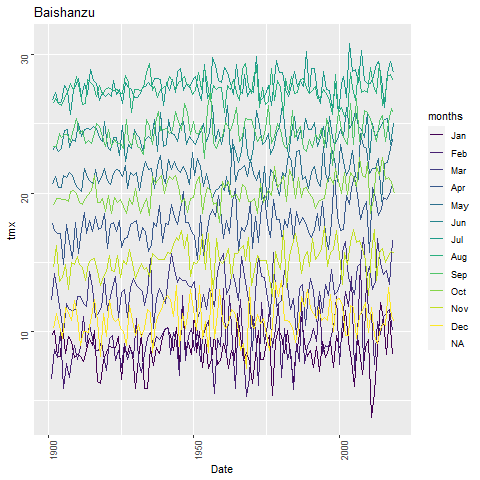 Baishanzu
30
20
10
tmx
1900
1950
2000
Date
months
Jan
Feb
Mar
Apr
May
Jun
Jul
Aug
Sep
Oct
Nov
Dec
NA